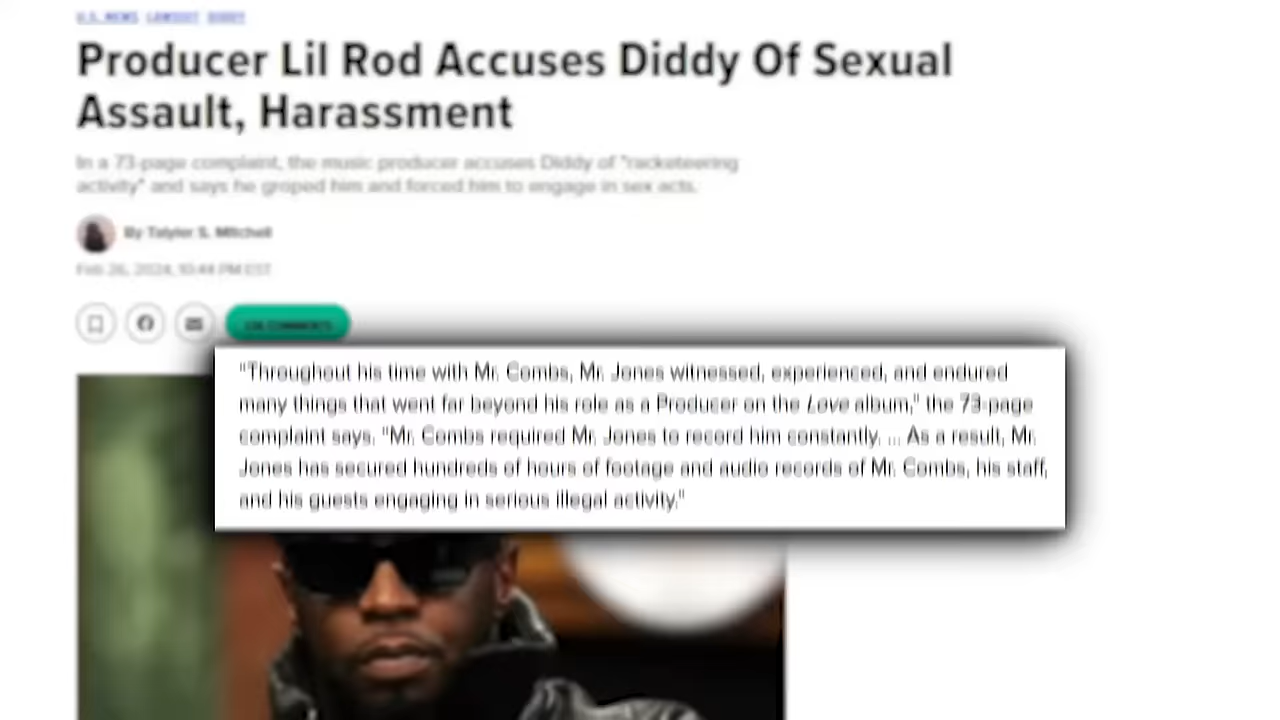 U.S. NEWS LAWSUIT DIDDY
Producer Lil Rod Accuses Diddy Of Sexual
Assault, Harassment
In a 73-page complaint, the music producer accuses Diddy of "racketeering
activity" and says he groped him and forced him to engage in sex acts.
By Taiyler S. Mitchell
Feb 26, 2024, 10:44 PM EST
COMMENTS
"Throughout his time with Mr. Combs, Mr. Jones witnessed, experienced, and endured
many things that went far beyond his role as a Producer on the Love album," the 73-page
complaint says. "Mr. Combs required Mr. Jones to record him constantly. ... As a result, Mr.
Jones has secured hundreds of hours of footage and audio records of Mr. Combs, his staff,
and his guests engaging in serious illegal activity."